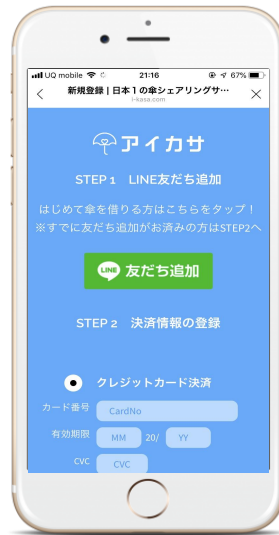 UQ mobile 21:16 67%
新規登録 | 日本1の傘シェアリングサ…
i-kasa.com
アイカサ
STEP 1 LINE友だち追加
はじめて傘を借りる方はこちらをタップ！
※すでに友だち追加がお済みの方はSTEP2へ
LINE 友だち追加
STEP 2 決済情報の登録
クレジットカード決済
カード番号 CardNo
有効期限 MM 20/ YY
CVC CVC